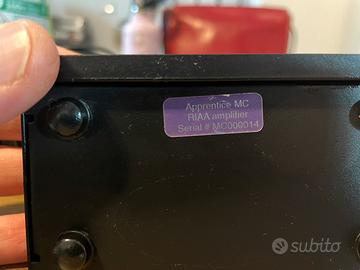 Apprentice MC
RIAA amplifier
Serial # MC000014
subito